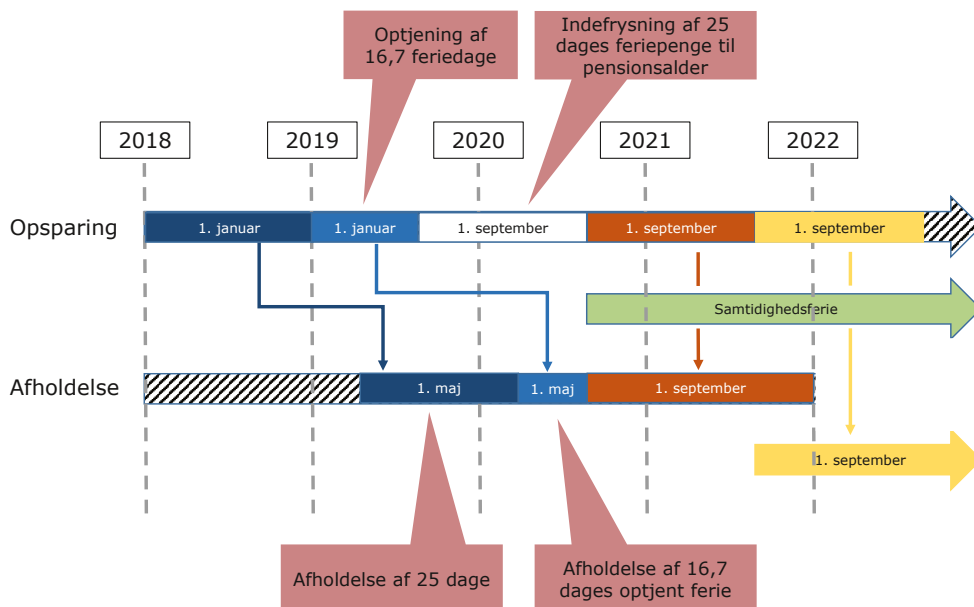 Optjening af
16,7 feriedage
Indefrysning af 25
dages feriepenge til
pensionsalder
2018
2019
2020
2021
2022
Opsparing
1. januar
1. januar
1. september
1. september
1. september
Samtidighedsferie
Afholdelse
1. maj
1. maj
1. september
1. september
Afholdelse af 25 dage
Afholdelse af 16,7
dages optjent ferie